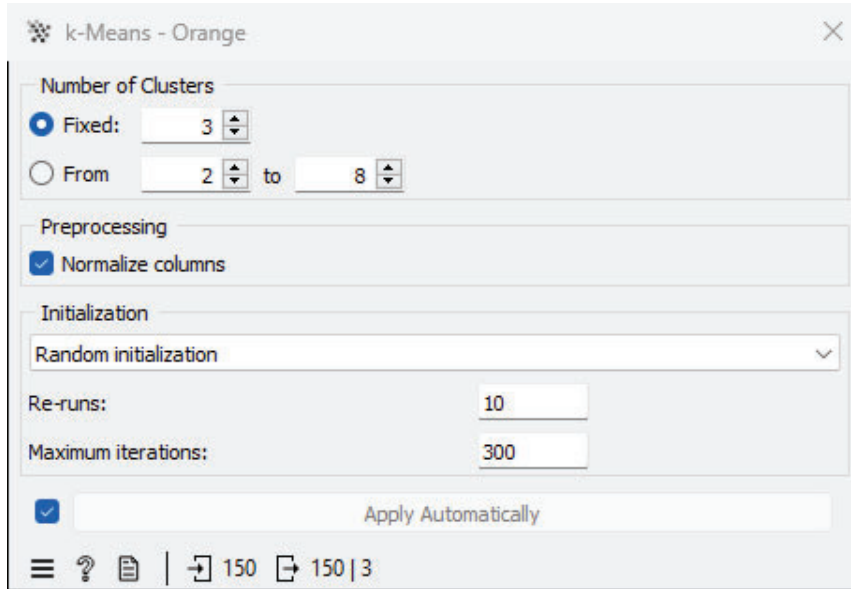 k-Means - Orange
Number of Clusters
Fixed: 3
From 2 to 8
Preprocessing
Normalize columns
Initialization
Random initialization
Re-runs: 10
Maximum iterations: 300
Apply Automatically
? 150 150 | 3